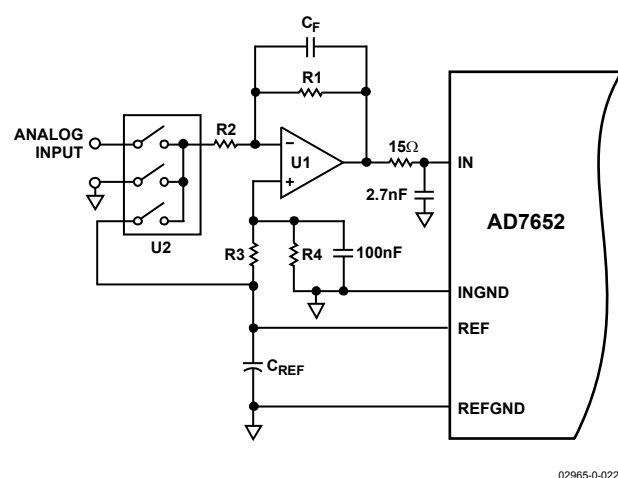 CF
R1
ANALOG
INPUT
R2
U1
–
+
15Ω
IN
2.7nF
AD7652
U2
R3
R4
100nF
INGND
REF
CREF
REFGND
02965-0-022